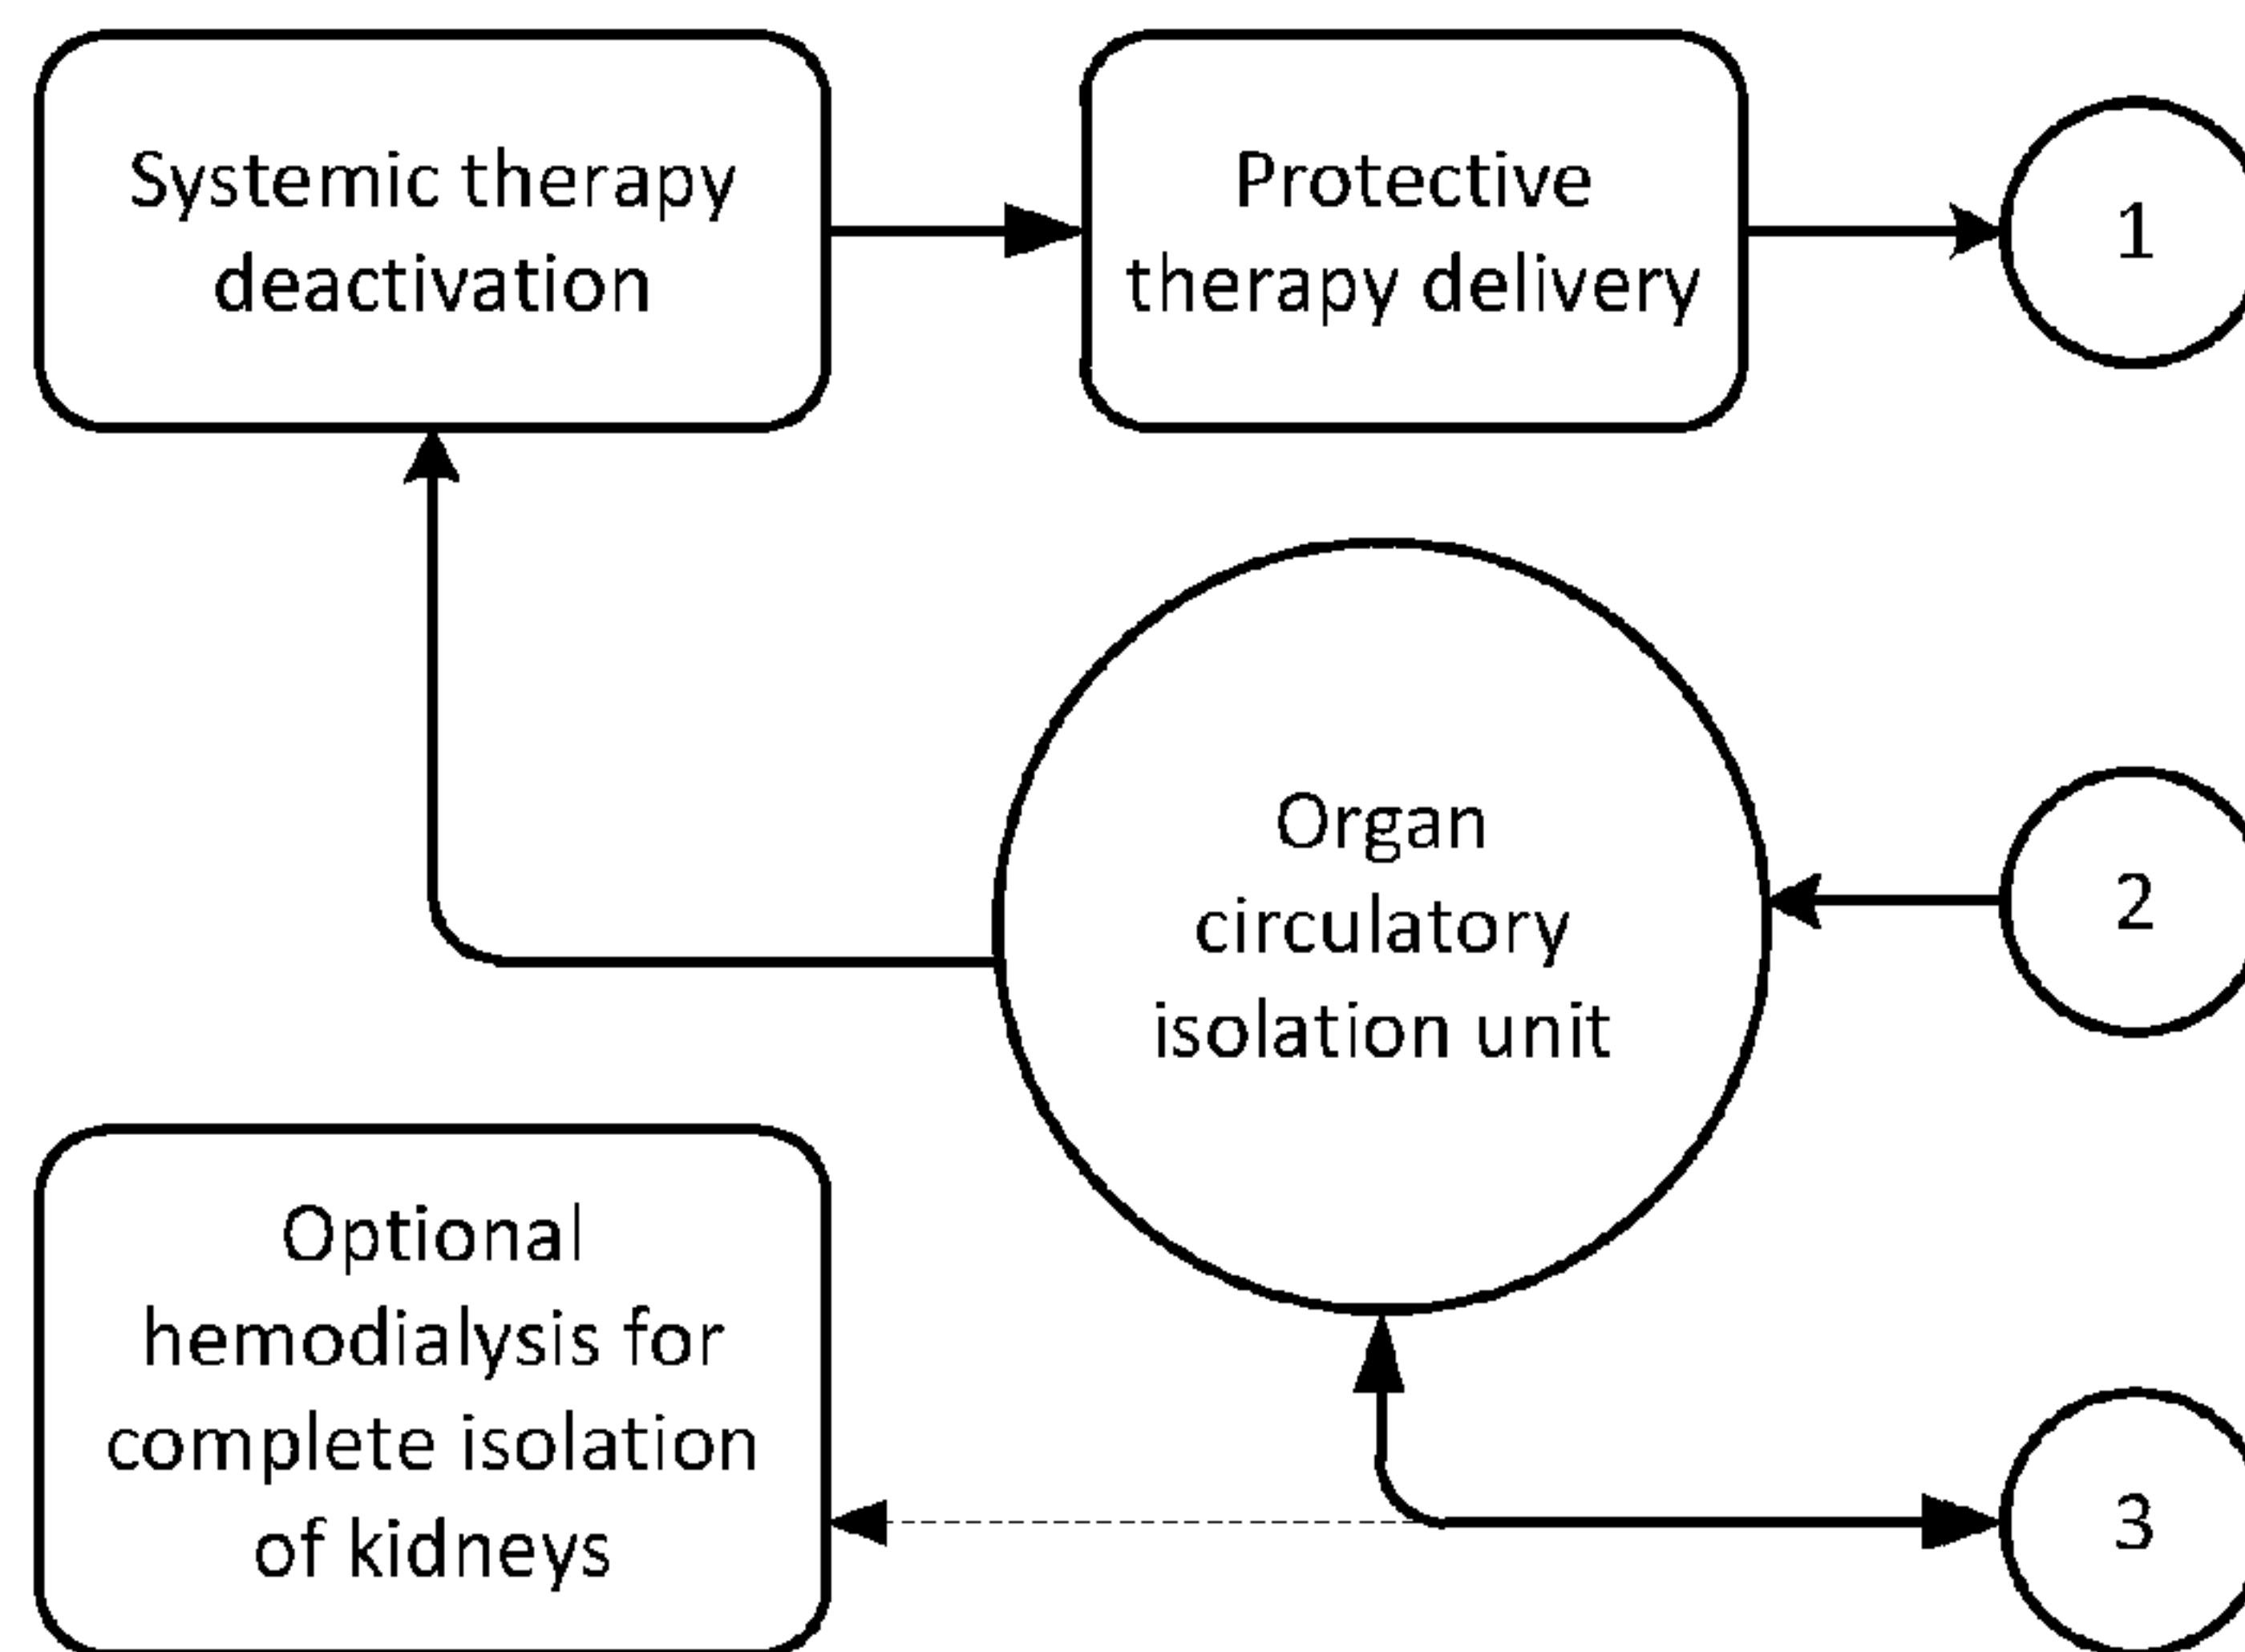 Systemic therapy
deactivation
Protective
therapy delivery
1
Organ
circulatory
isolation unit
2
Optional
hemodialysis for
complete isolation
of kidneys
3